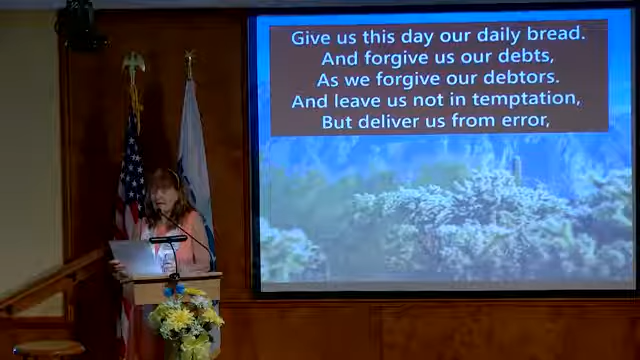 Give us this day our daily bread.
And forgive us our debts,
As we forgive our debtors.
And leave us not in temptation,
But deliver us from error,